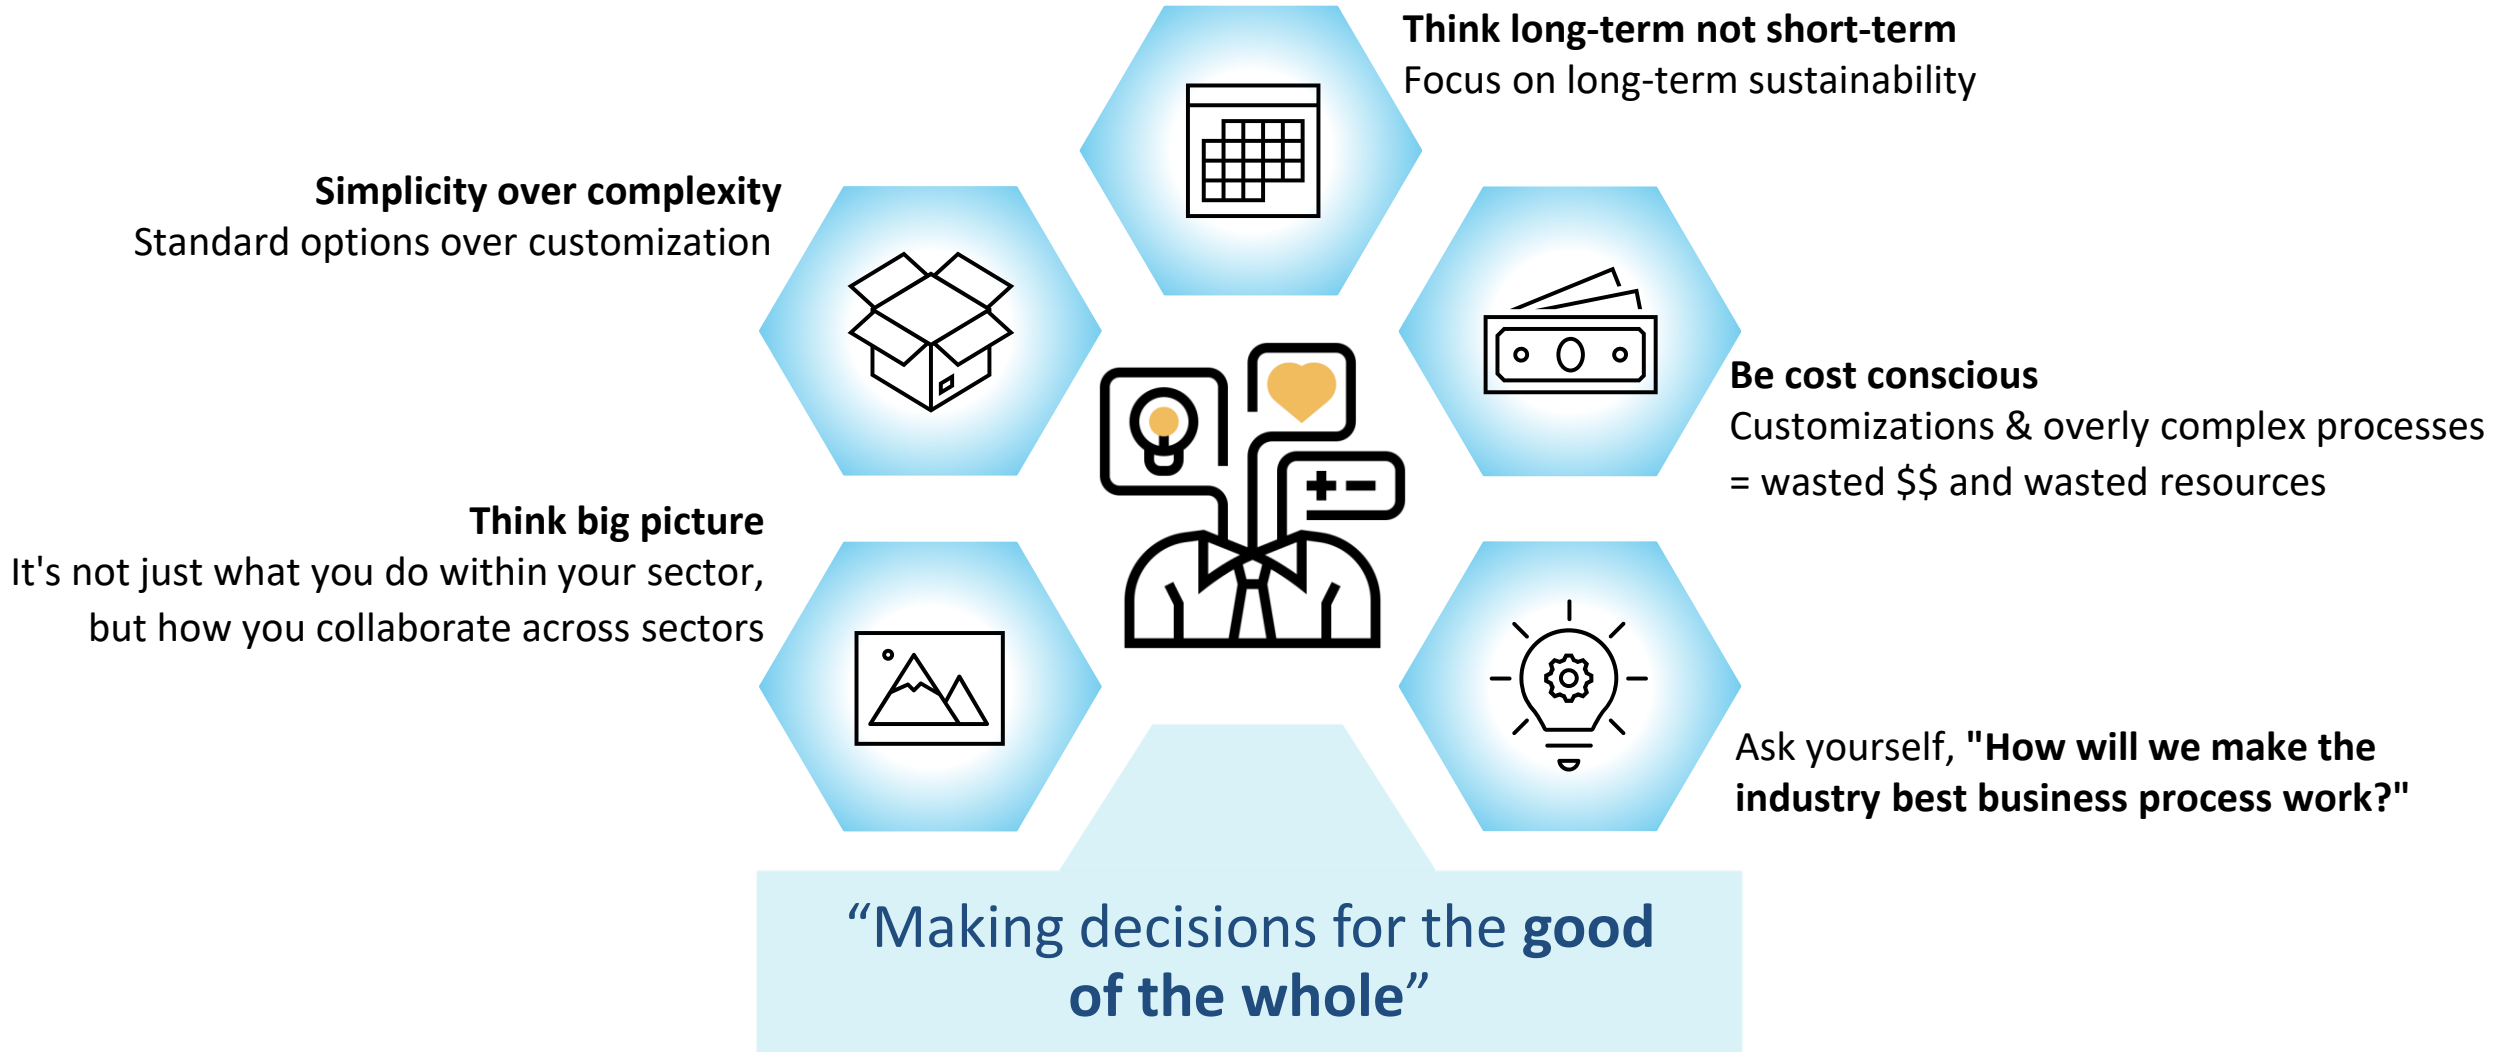 Think long-term not short-term
Focus on long-term sustainability
Simplicity over complexity
Standard options over customization
Be cost conscious
Customizations & overly complex processes
= wasted $$ and wasted resources
Think big picture
It's not just what you do within your sector,
but how you collaborate across sectors
Ask yourself, "How will we make the
industry best business process work?"
“Making decisions for the good
of the whole”